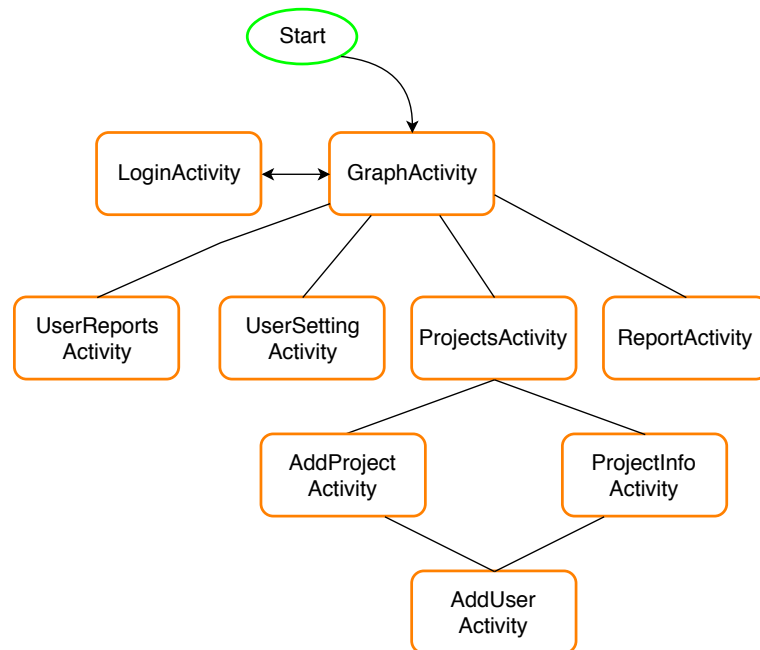 Start
LoginActivity
GraphActivity
UserReports
Activity
UserSetting
Activity
ProjectsActivity
ReportActivity
AddProject
Activity
ProjectInfo
Activity
AddUser
Activity